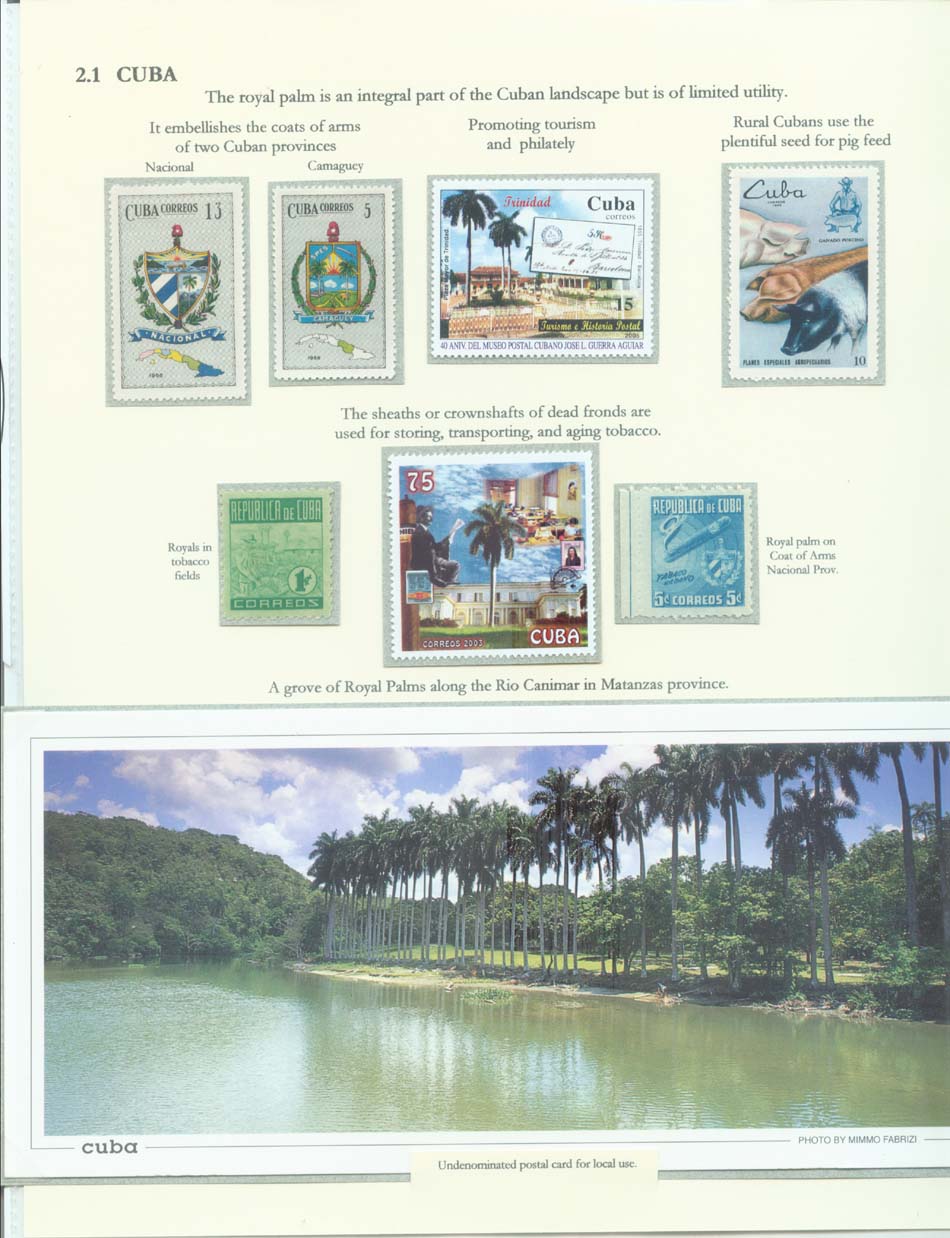 2.1 CUBA
The royal palm is an integral part of the Cuban landscape but is of limited utility.
It embellishes the coats of arms
of two Cuban provinces
Nacional
Camaguey
Promoting tourism
and philately
Rural Cubans use the
plentiful seed for pig feed
CUBA CORREOS 13
NACIONAL
1966
CUBA CORREOS 5
CAMAGUEY
1966
Trinidad
Cuba
correos
Barcelona
15
Turismo e Historia Postal
2005
40 ANIV. DEL MUSEO POSTAL CUBANO JOSE L. GUERRA AGUIAR
Cuba
GANADO PORCINO
PLANES ESPECIALES AGROPECUARIOS
10
The sheaths or crownshafts of dead fronds are
used for storing, transporting, and aging tobacco.
Royals in
tobacco
fields
REPUBLICA DE CUBA
1¢
CORREOS
75
CORREOS 2003
CUBA
REPUBLICA DE CUBA
TABACO
HABANO
5¢ CORREOS 5¢
Royal palm on
Coat of Arms
Nacional Prov.
A grove of Royal Palms along the Rio Canimar in Matanzas province.
cuba
PHOTO BY MIMMO FABRIZI
Undenominated postal card for local use.